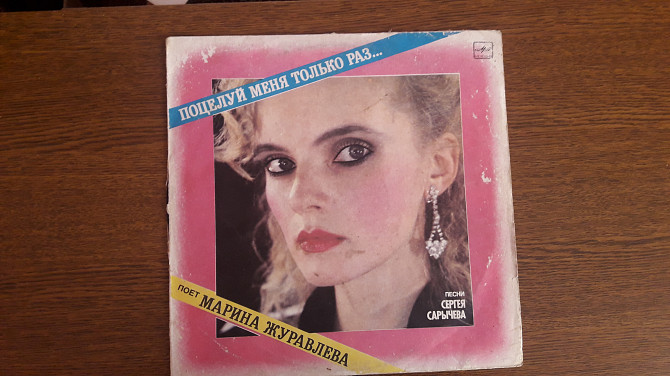 ПОЦЕЛУЙ МЕНЯ ТОЛЬКО РАЗ...
ПЕСНИ
СЕРГЕЯ
САРЫЧЕВА
ПОЕТ МАРИНА ЖУРАВЛЕВА